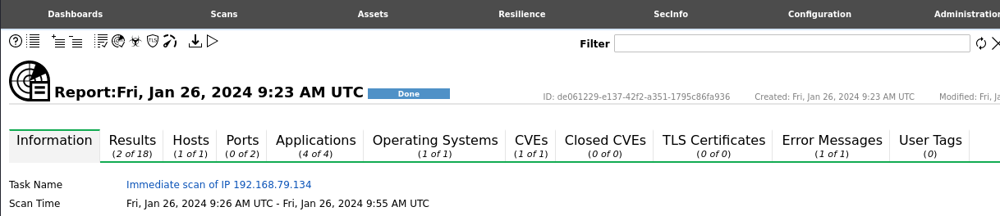 Dashboards Scans Assets Resilience SecInfo Configuration Administration
TLS
Filter
Report:Fri, Jan 26, 2024 9:23 AM UTC Done ID: de061229-e137-42f2-a351-1795c86fa936 Created: Fri, Jan 26, 2024 9:23 AM UTC Modified: Fri, J
Information Results Hosts Ports Applications Operating Systems CVEs Closed CVEs TLS Certificates Error Messages User Tags
(2 of 18) (1 of 1) (0 of 2) (4 of 4) (1 of 1) (1 of 1) (0 of 0) (0 of 0) (1 of 1) (0)
Task Name Immediate scan of IP 192.168.79.134
Scan Time Fri, Jan 26, 2024 9:26 AM UTC - Fri, Jan 26, 2024 9:55 AM UTC